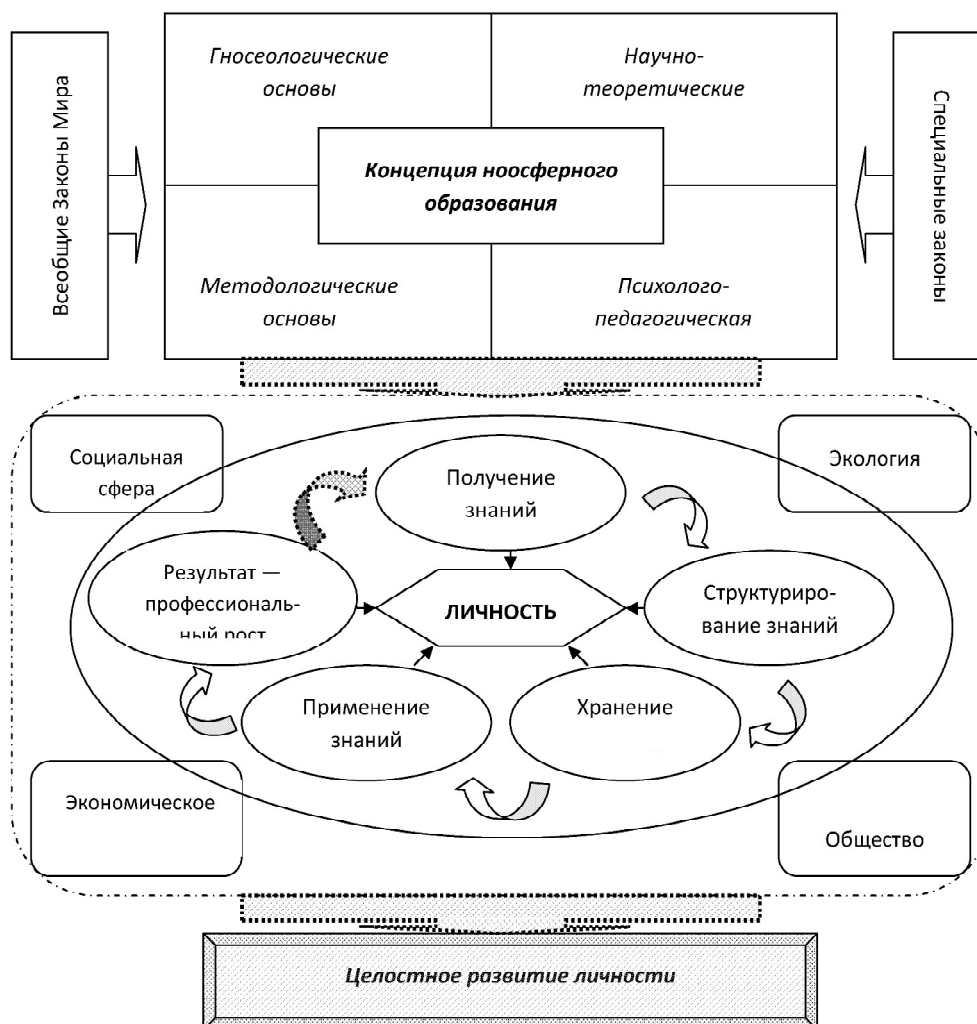 Всеобщие Законы Мира
Гносеологические
основы
Научно-
теоретические
Концепция ноосферного
образования
Методологические
основы
Психолого-
педагогическая
Специальные законы
Социальная
сфера
Экология
Получение
знаний
Результат —
профессиональ-
ный рост
ЛИЧНОСТЬ
Структуриро-
вание знаний
Применение
знаний
Хранение
Экономическое
Общество
Целостное развитие личности